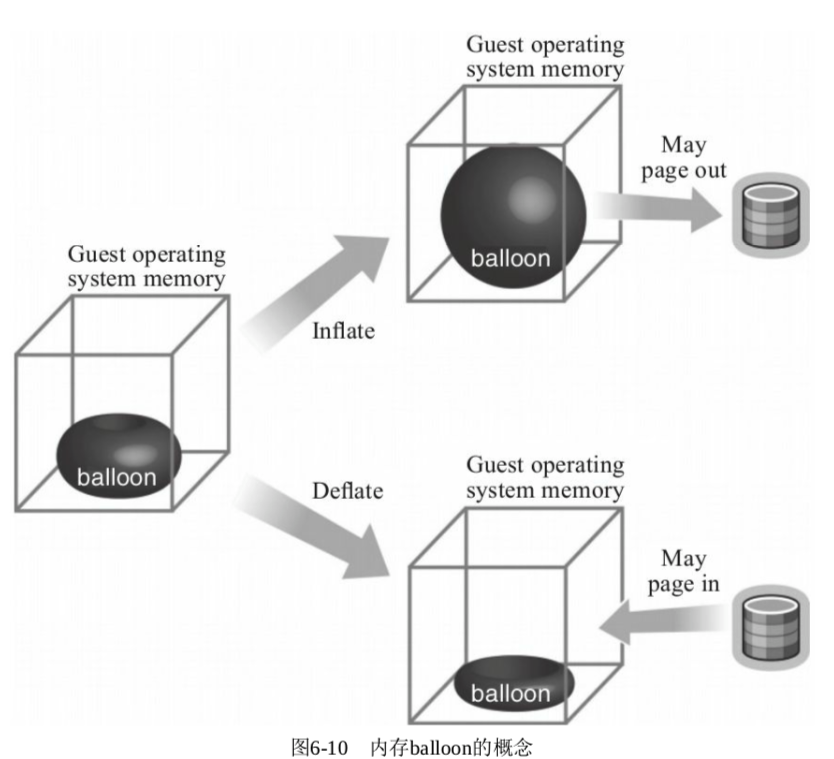 Guest operating
system memory
balloon
May
page out
Guest operating
system memory
balloon
Inflate
Deflate
Guest operating
system memory
balloon
May
page in
图6-10 内存balloon的概念